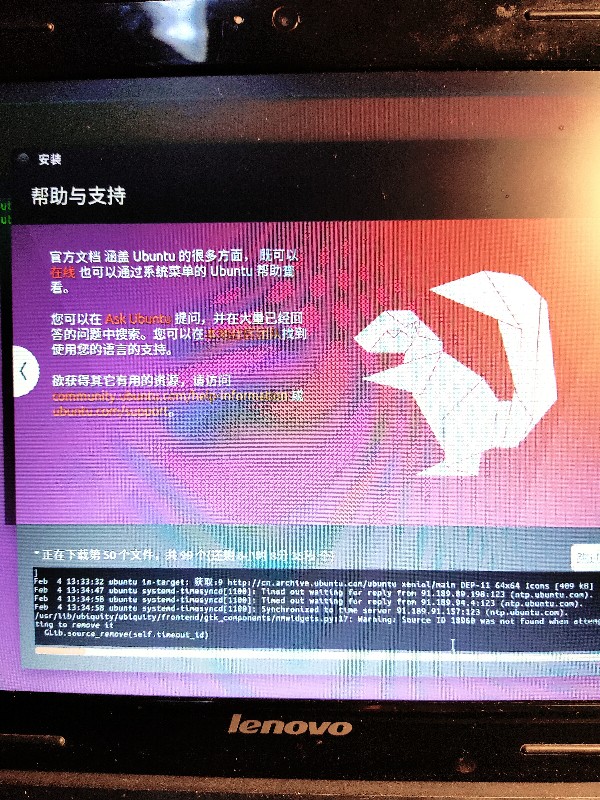 安装
帮助与支持
官方文档 涵盖 Ubuntu 的很多方面， 既可以
在线 也可以通过系统菜单的 Ubuntu 帮助查
看。
您可以在 Ask Ubuntu 提问，并在大量已经回
答的问题中搜索。您可以在 找到
使用您的语言的支持。
欲获得其它有用的资源，请访问
community.ubuntu.com/help-information 或
ubuntu.com/support。
正在下载第 50 个文件，共 99 个
Feb 4 13:33:32 ubuntu in-target: 获取:9 http://cn.archive.ubuntu.com/ubuntu xenial/main DEP-11 64x64 Icons [409 kB]
Feb 4 13:34:47 ubuntu systemd-timesyncd[1100]: Timed out waiting for reply from 91.189.89.198:123 (ntp.ubuntu.com).
Feb 4 13:34:58 ubuntu systemd-timesyncd[1100]: Timed out waiting for reply from 91.189.94.4:123 (ntp.ubuntu.com).
Feb 4 13:34:58 ubuntu systemd-timesyncd[1100]: Synchronized to time server 91.189.91.157:123 (ntp.ubuntu.com).
/usr/lib/ubiquity/ubiquity/frontend/gtk_components/nmwidgets.py:17: Warning: Source ID 18960 was not found when attemp
ting to remove it
GLib.source_remove(self.timeout_id)
lenovo